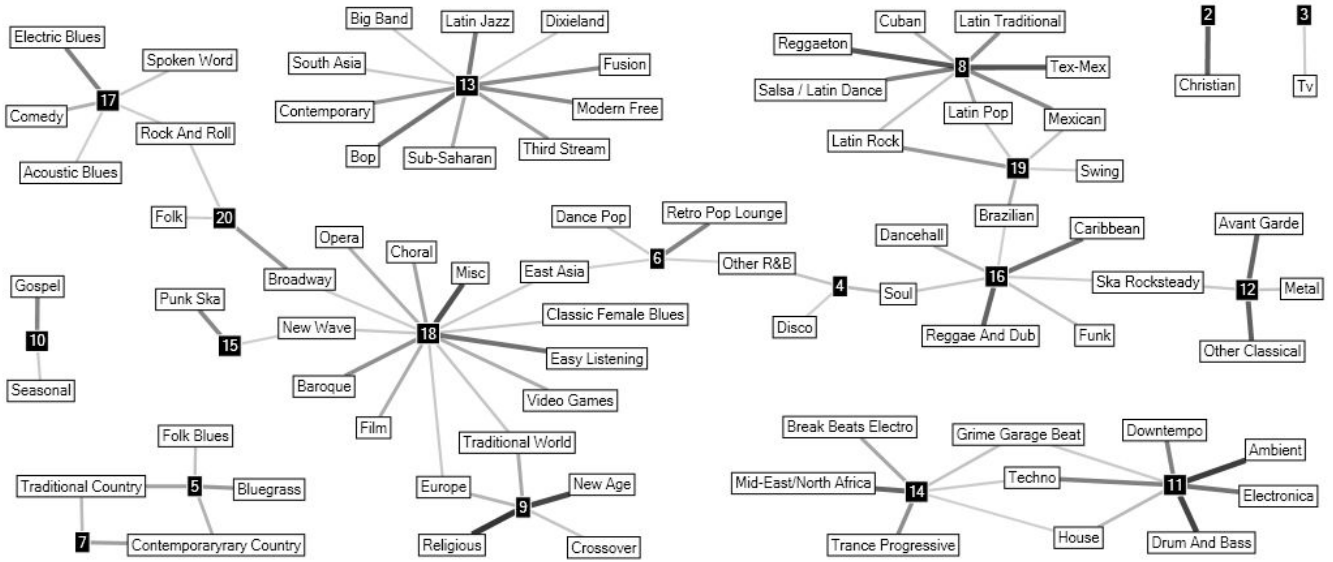 Electric Blues
Spoken Word
17
Comedy
Rock And Roll
Acoustic Blues
Big Band
Latin Jazz
Dixieland
South Asia
Fusion
13
Contemporary
Modern Free
Bop
Sub-Saharan
Third Stream
Cuban
Latin Traditional
Reggaeton
8
Tex-Mex
Salsa / Latin Dance
Latin Pop
Mexican
Latin Rock
19
Swing
Brazilian
2
Christian
3
Tv
Folk
20
Broadway
Opera
Choral
Misc
East Asia
Dance Pop
Retro Pop Lounge
6
Other R&B
4
Disco
Soul
Dancehall
Caribbean
16
Ska Rocksteady
Reggae And Dub
Funk
Avant Garde
12
Metal
Other Classical
Gospel
10
Seasonal
Punk Ska
15
New Wave
18
Classic Female Blues
Easy Listening
Baroque
Video Games
Film
Traditional World
Europe
New Age
9
Religious
Crossover
Folk Blues
Traditional Country
5
Bluegrass
7
Contemporaryrary Country
Break Beats Electro
Grime Garage Beat
Downtempo
Ambient
Mid-East/North Africa
14
Techno
11
Electronica
Trance Progressive
House
Drum And Bass